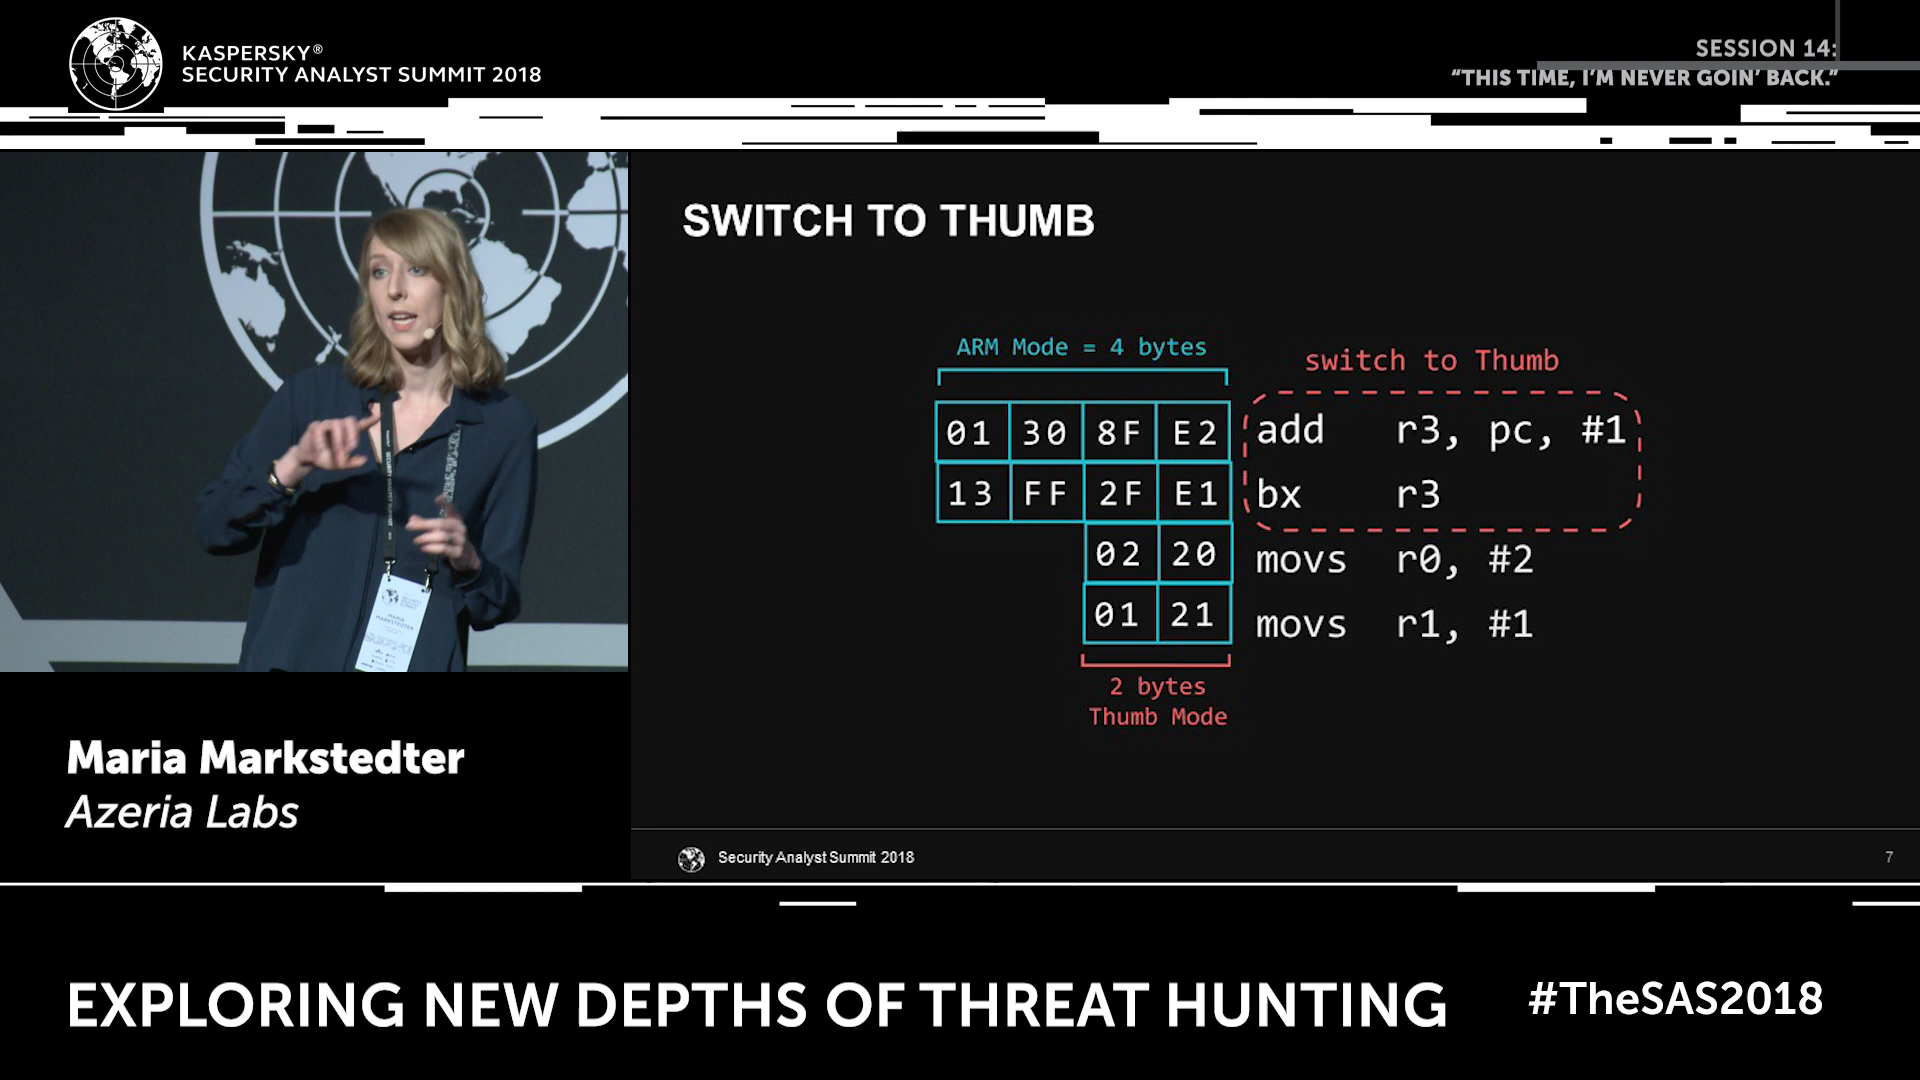 KASPERSKY®
SECURITY ANALYST SUMMIT 2018
SESSION 14:
“THIS TIME, I’M NEVER GOIN’ BACK.”
SWITCH TO THUMB
ARM Mode = 4 bytes
switch to Thumb
01 30 8F E2 add r3, pc, #1
13 FF 2F E1 bx r3
02 20 movs r0, #2
01 21 movs r1, #1
2 bytes
Thumb Mode
MARIA
MARKSTEDTER
Maria Markstedter
Azeria Labs
Security Analyst Summit 2018
7
EXPLORING NEW DEPTHS OF THREAT HUNTING
#TheSAS2018